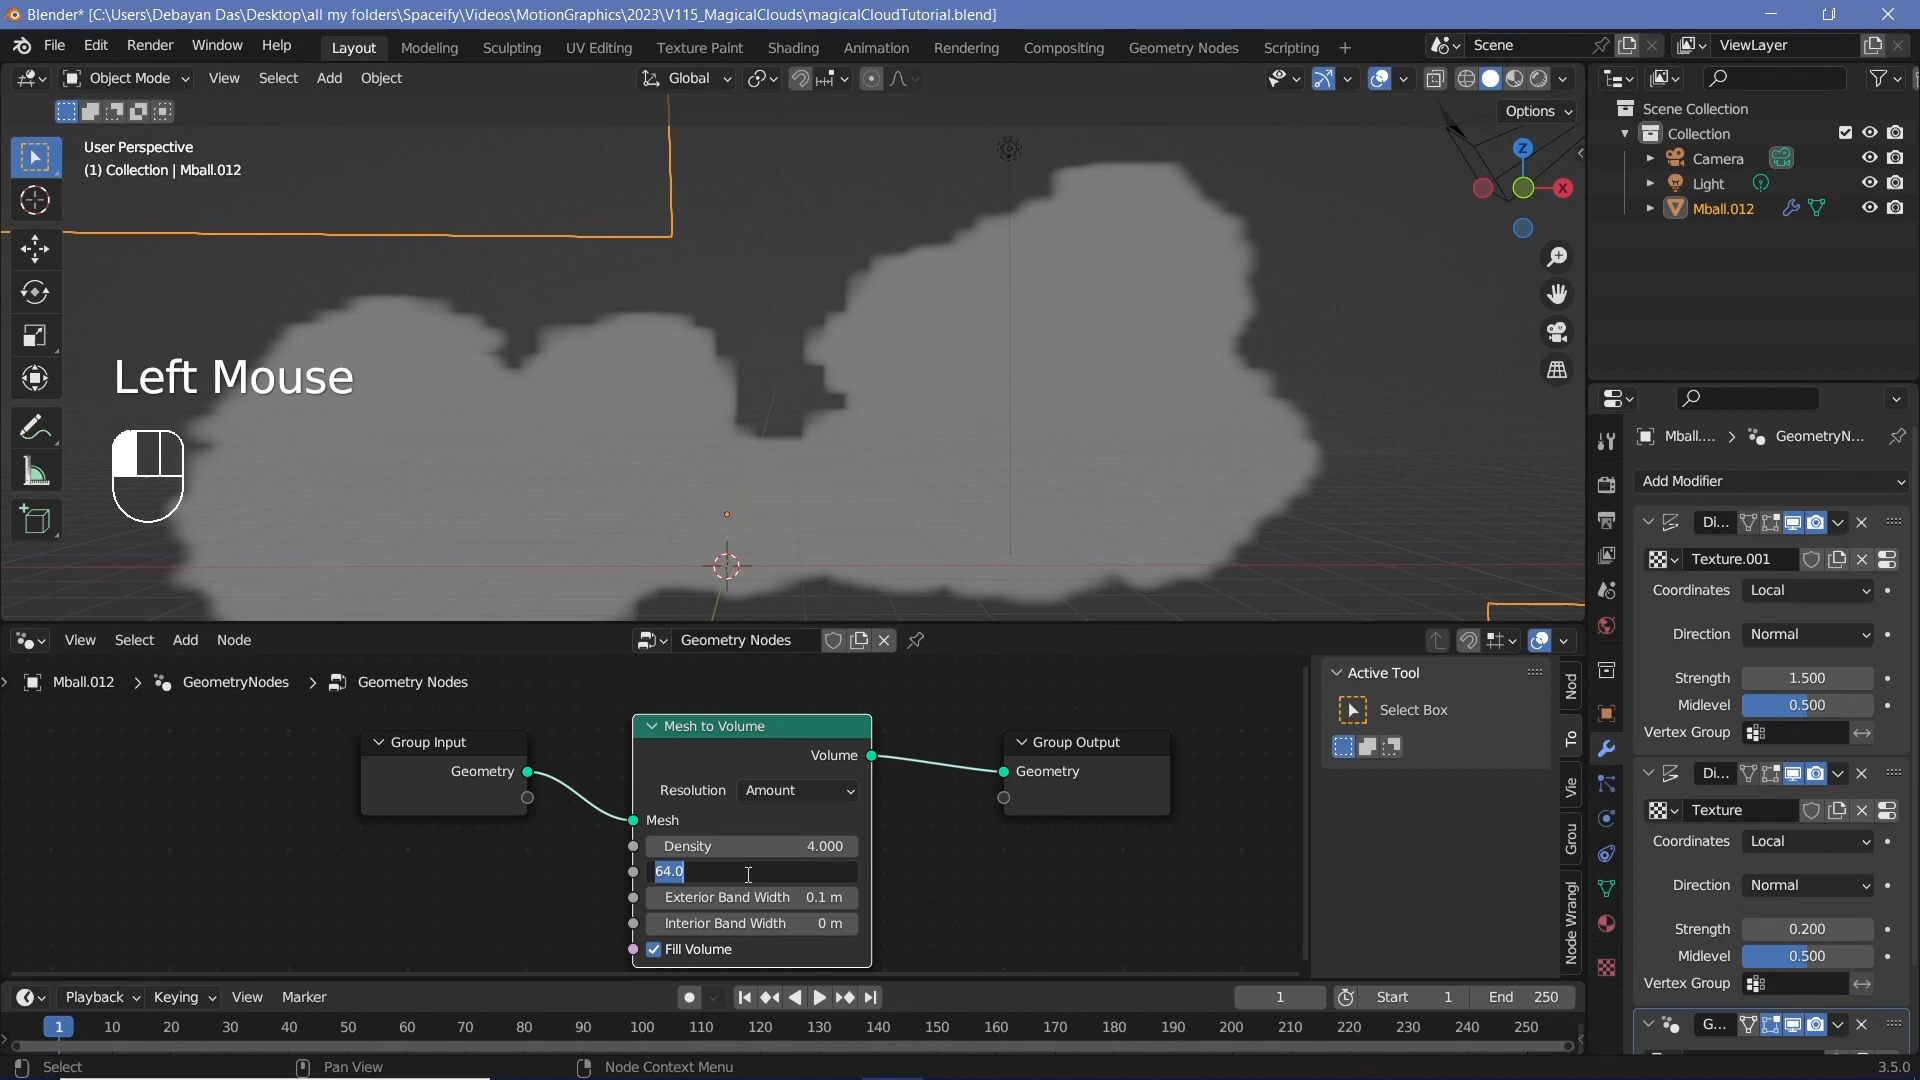 Blender* [C:\Users\Debayan Das\Desktop\all my folders\Spaceify\Videos\MotionGraphics\2023\V115_MagicalClouds\magicalCloudTutorial.blend]
File Edit Render Window Help Layout Modeling Sculpting UV Editing Texture Paint Shading Animation Rendering Compositing Geometry Nodes Scripting + Scene ViewLayer
Object Mode View Select Add Object Global
Options
User Perspective
(1) Collection | Mball.012
Z
X
Left Mouse
Scene Collection
Collection
Camera
Light
Mball.012
Mball.... > GeometryN...
Add Modifier
Di...
Texture.001
Coordinates Local
Direction Normal
Strength 1.500
Midlevel 0.500
Vertex Group
Di...
Texture
Coordinates Local
Direction Normal
Strength 0.200
Midlevel 0.500
Vertex Group
G...
View Select Add Node Geometry Nodes
Mball.012 > GeometryNodes > Geometry Nodes
Group Input
Geometry
Mesh to Volume
Volume
Resolution Amount
Mesh
Density 4.000
64.0
Exterior Band Width 0.1 m
Interior Band Width 0 m
Fill Volume
Group Output
Geometry
Active Tool
Select Box
Nod
To
Vie
Grou
Node Wrangl
Playback Keying View Marker 1 Start 1 End 250
1 10 20 30 40 50 60 70 80 90 100 110 120 130 140 150 160 170 180 190 200 210 220 230 240 250
Select Pan View Node Context Menu 3.5.0